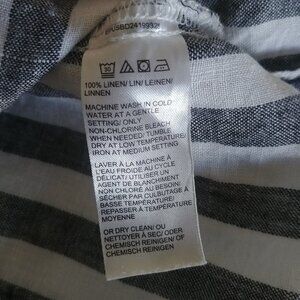 100% LINEN/ LIN/ LEINEN/
LINNEN
MACHINE WASH IN COLD
WATER AT A GENTLE
SETTING/ ONLY
NON-CHLORINE BLEACH
WHEN NEEDED/ TUMBLE
DRY AT LOW TEMPERATURE/
IRON AT MEDIUM SETTING
LAVER À LA MACHINE À
L'EAU FROIDE AU CYCLE
DÉLICAT/ UTILISER UN
AGENT DE BLANCHIMENT
NON CHLORÉ AU BESOIN/
SÉCHER PAR CULBUTAGE À
BASSE TEMPÉRATURE/
REPASSER À TEMPÉRATURE
MOYENNE
OR DRY CLEAN/ OU
NETTOYER À SEC/ ODER
CHEMISCH REINIGEN/ OF
CHEMISCH REINIGEN